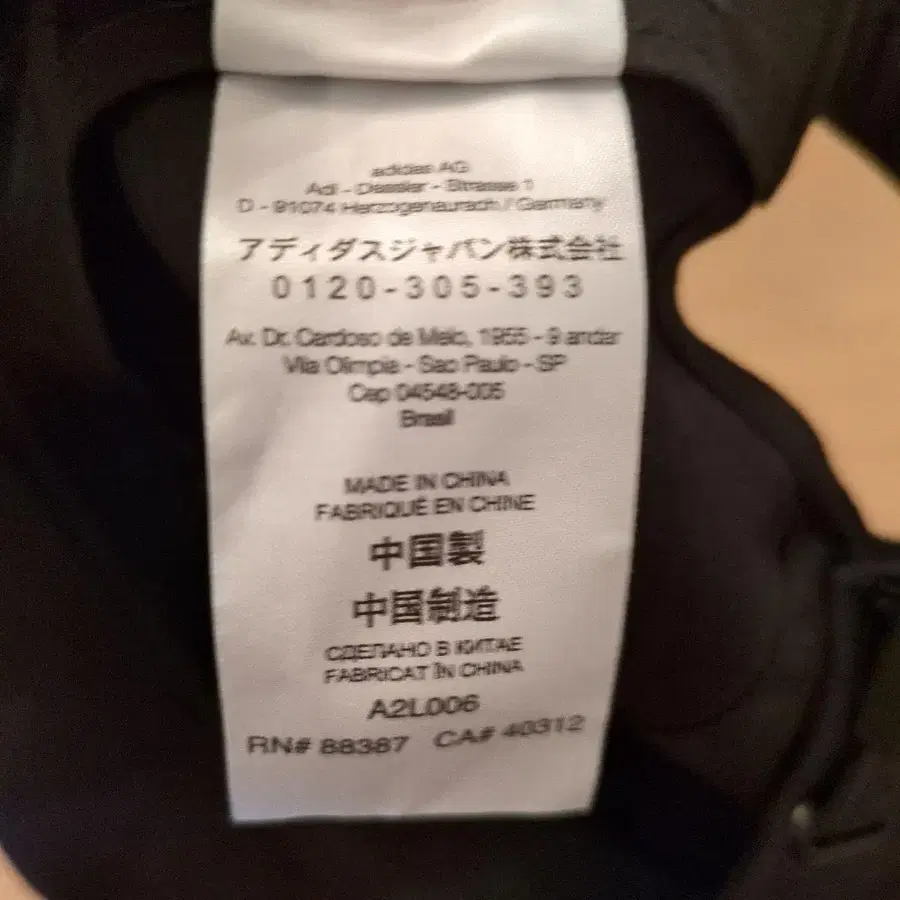 adidas AG
Adi - Dassler - Strasse 1
D - 91074 Herzogenaurach / Germany
アディダスジャパン株式会社
0120-305-393
Av. Dr. Cardoso de Melo, 1955 - 9 andar
Vila Olimpia - Sao Paulo - SP
Cep 04548-005
Brasil
MADE IN CHINA
FABRIQUÉ EN CHINE
中国製
中国制造
СДЕЛАНО В КИТАЕ
FABRICAT ÎN CHINA
A2L006
RN# 88387 CA# 40312